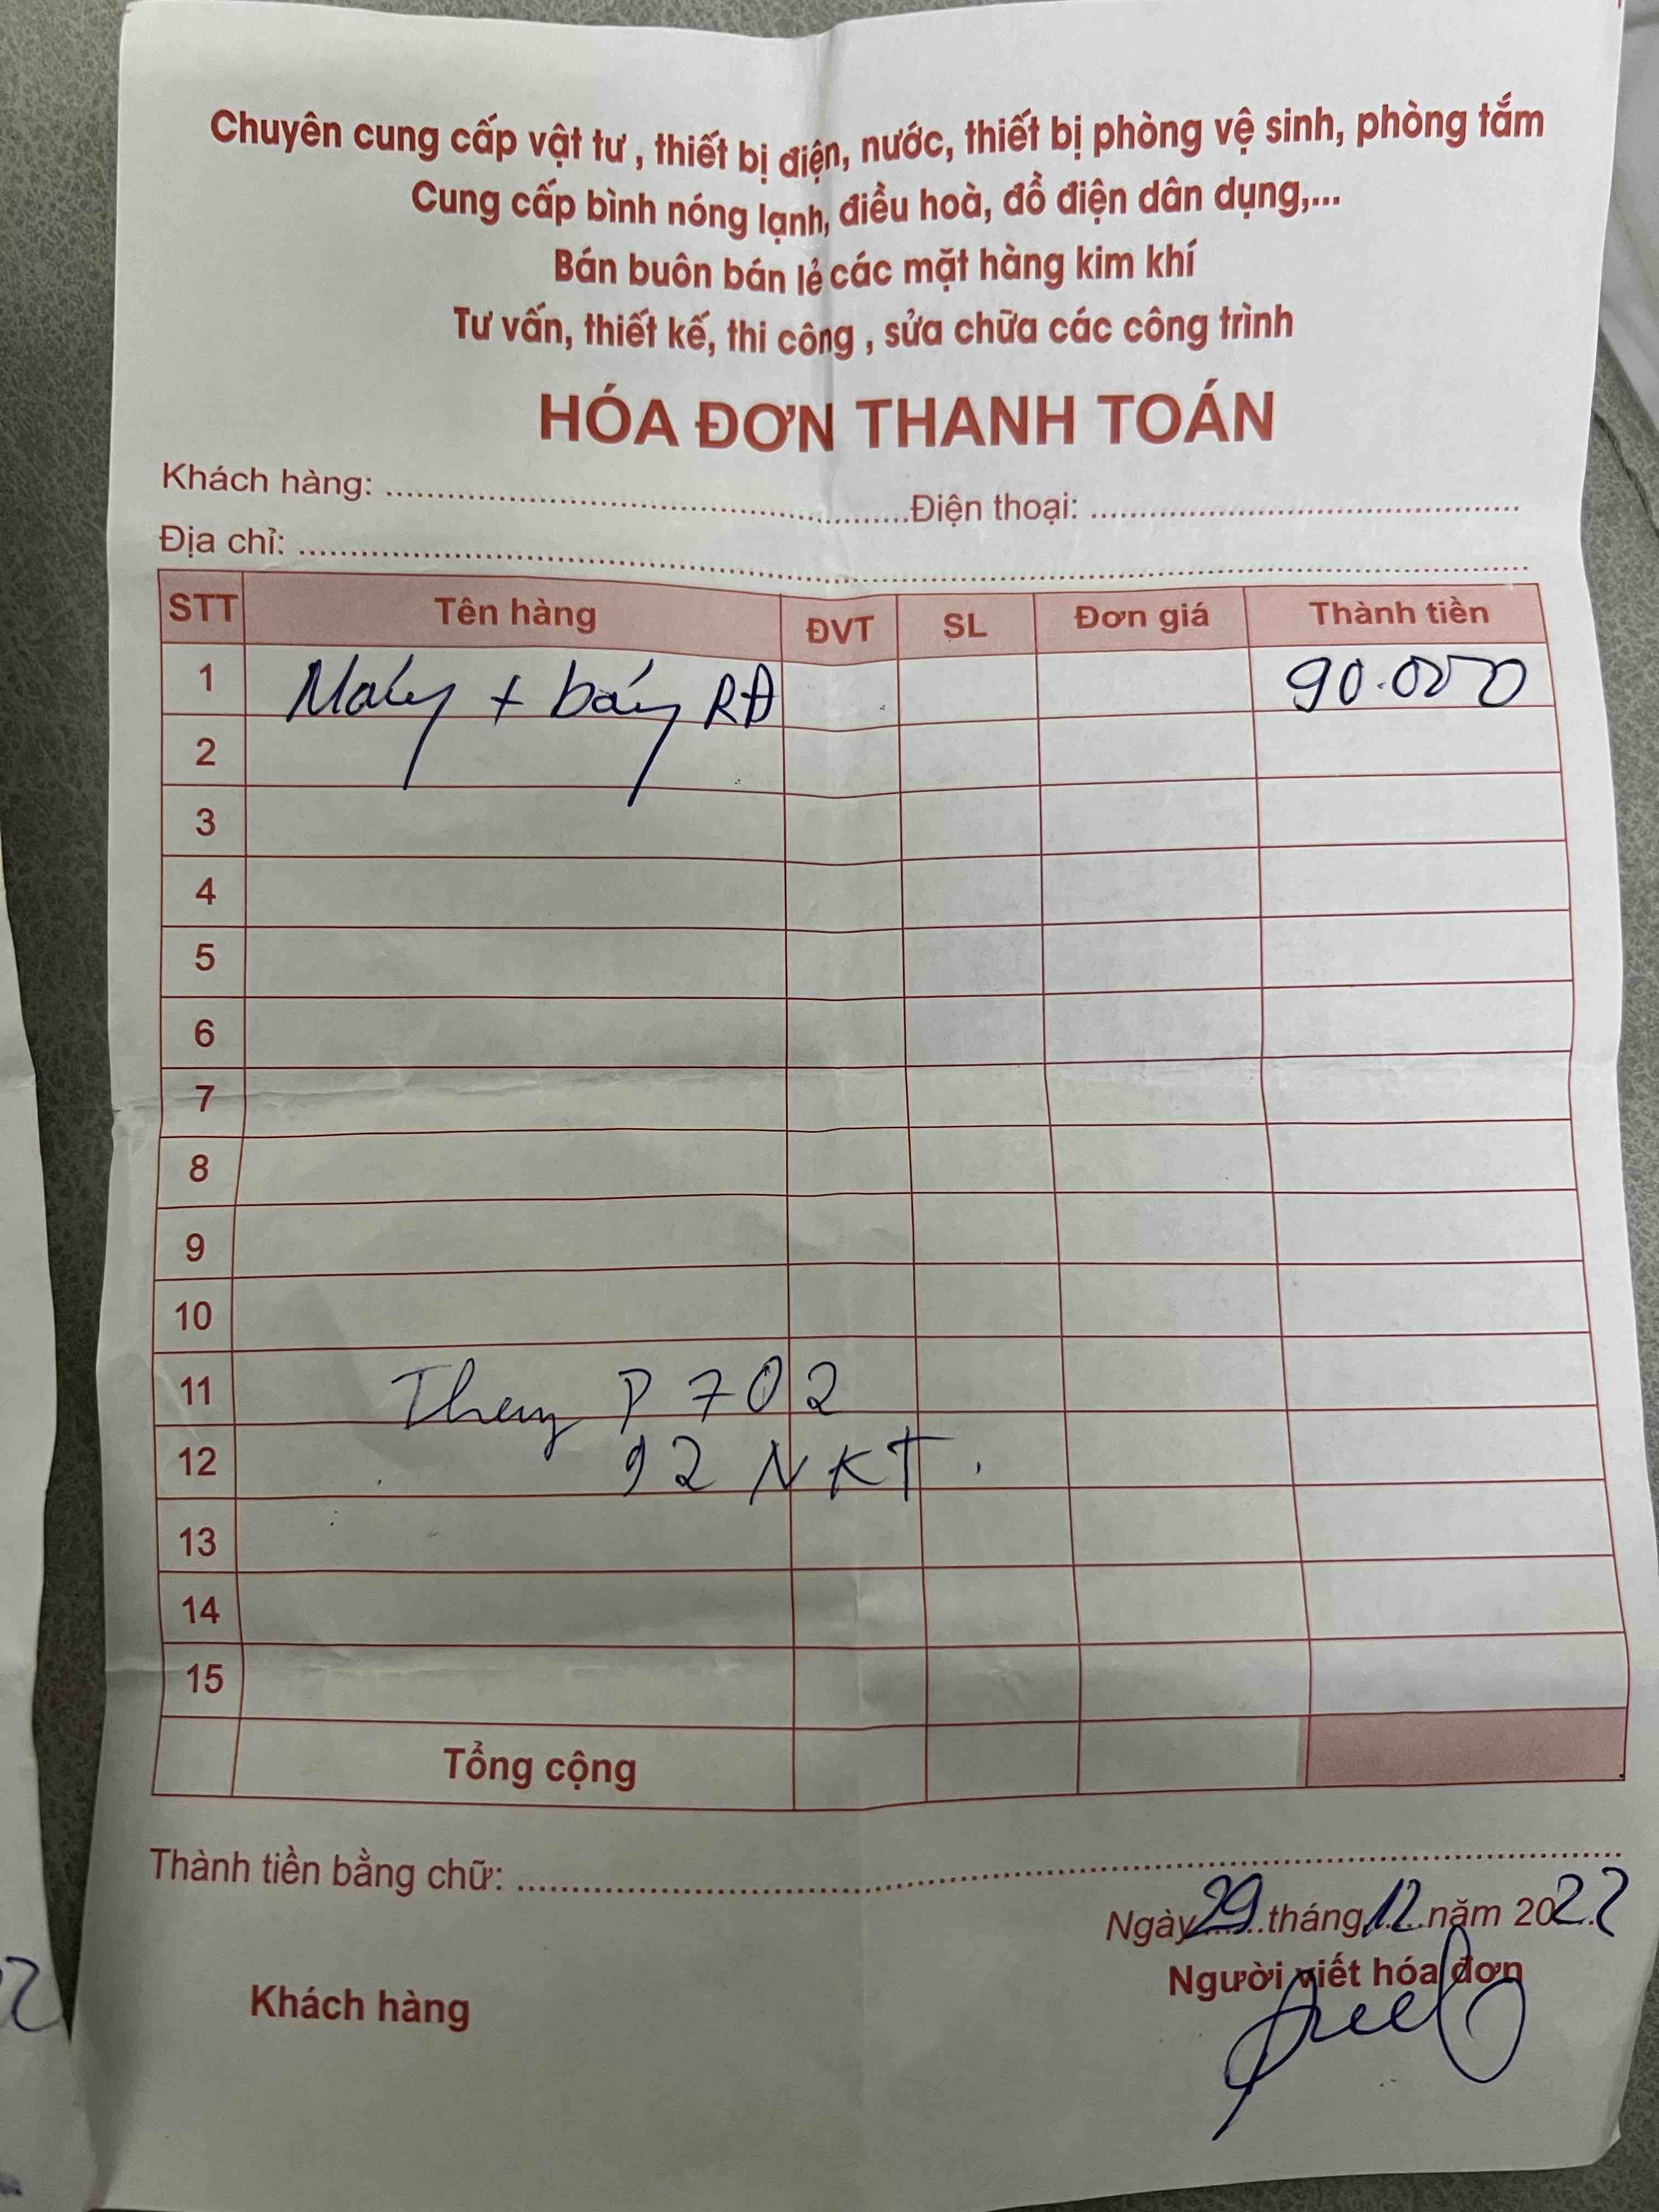 Chuyên cung cấp vật tư , thiết bị điện, nước, thiết bị phòng vệ sinh, phòng tắm
Cung cấp bình nóng lạnh, điều hoà, đồ điện dân dụng,...
Bán buôn bán lẻ các mặt hàng kim khí
Tư vấn, thiết kế, thi công , sửa chữa các công trình
HÓA ĐƠN THANH TOÁN
Khách hàng: Điện thoại:
Địa chỉ:
STT Tên hàng ĐVT SL Đơn giá Thành tiền
1 + RĐ 90.000
2
3
4
5
6
7
8
9
10
11 Thay P 702
12 92 NKT.
13
14
15
Tổng cộng
Thành tiền bằng chữ:
Ngày 29 tháng 12 năm 2022
Khách hàng Người viết hóa đơn